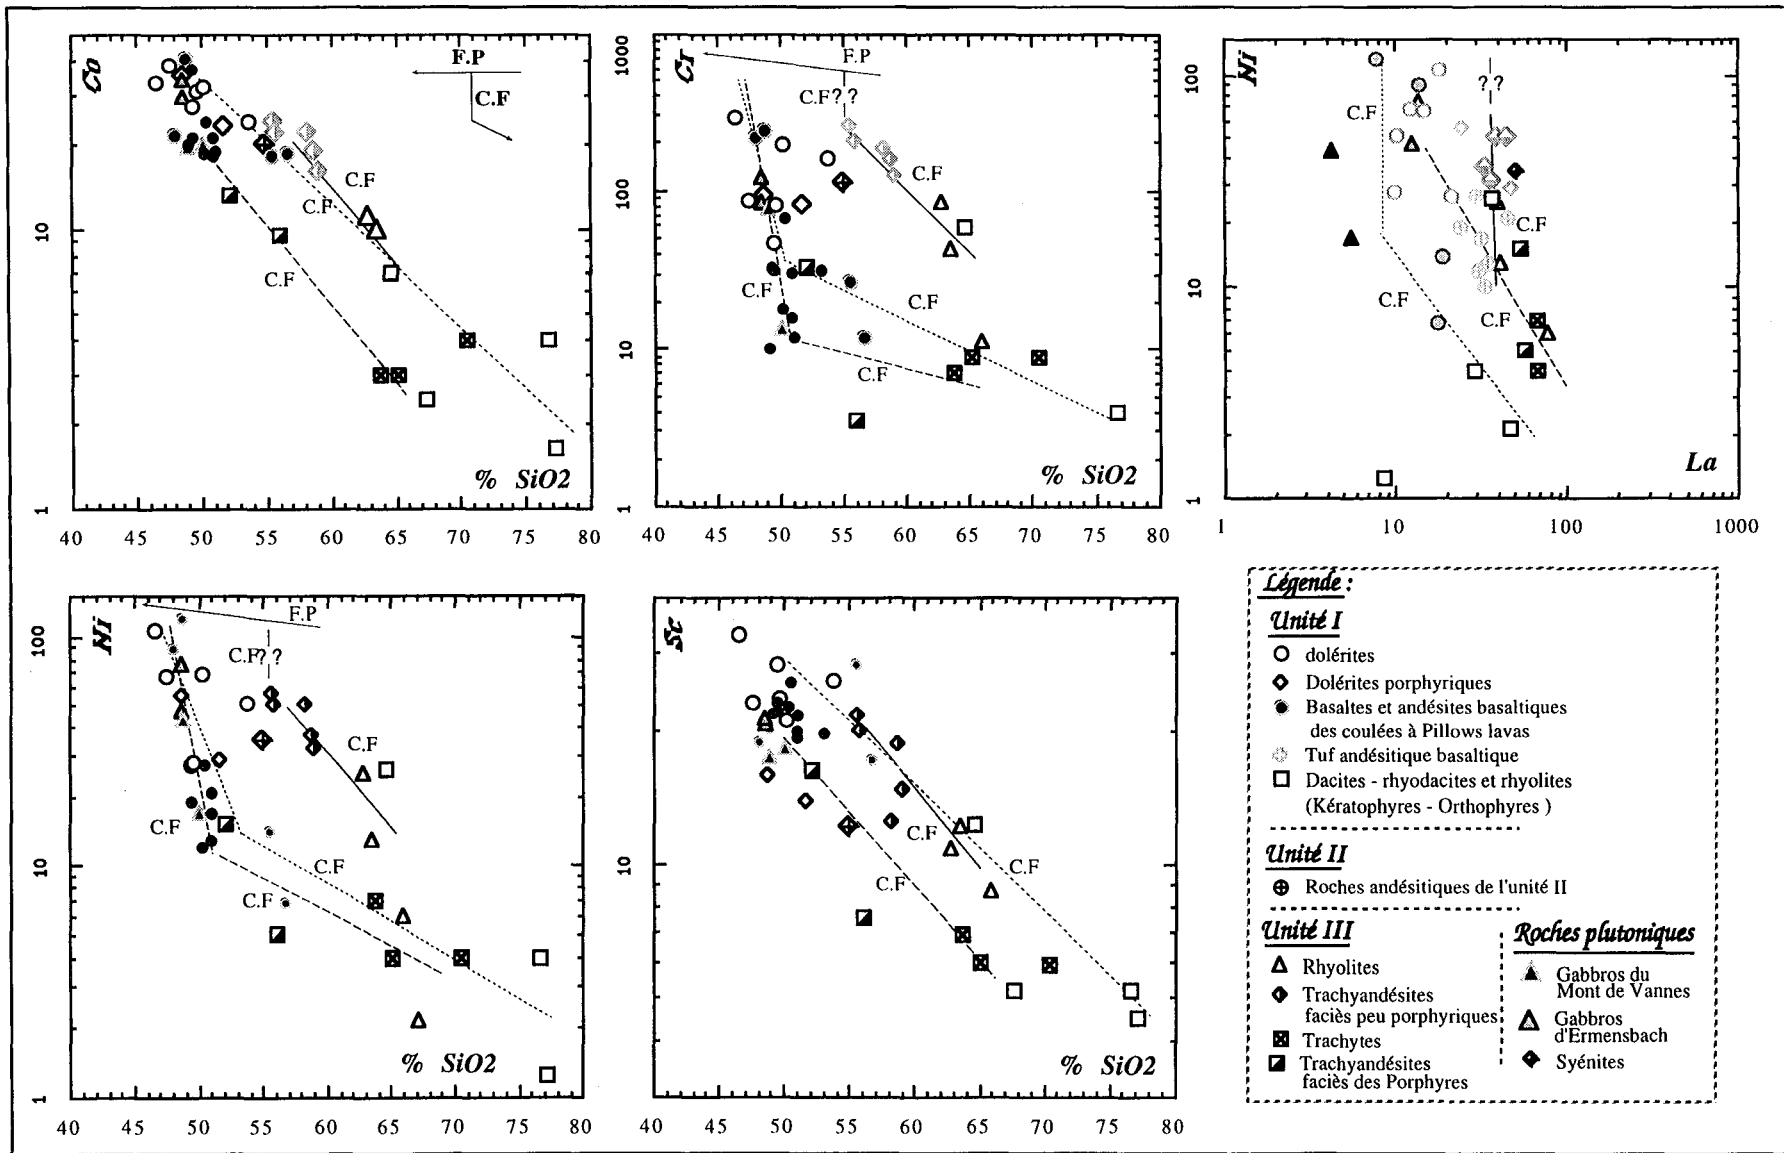 Co
F.P
C.F
C.F
C.F
C.F
10
1
% SiO2
40 45 50 55 60 65 70 75 80
Cr
F.P
C.F ? ?
C.F
C.F
C.F
C.F
1000
100
10
1
% SiO2
40 45 50 55 60 65 70 75 80
Ni
? ?
C.F
C.F
C.F
C.F
100
10
1
La
1 10 100 1000
Ni
F.P
C.F? ?
C.F
C.F
C.F
C.F
100
10
1
% SiO2
40 45 50 55 60 65 70 75 80
Sc
C.F
C.F
C.F
10
% SiO2
40 45 50 55 60 65 70 75 80
Légende :
Unité I
dolérites
Dolérites porphyriques
Basaltes et andésites basaltiques
des coulées à Pillows lavas
Tuf andésitique basaltique
Dacites - rhyodacites et rhyolites
(Kératophyres - Orthophyres )
Unité II
Roches andésitiques de l'unité II
Unité III
Rhyolites
Trachyandésites
faciès peu porphyriques
Trachytes
Trachyandésites
faciès des Porphyres
Roches plutoniques
Gabbros du
Mont de Vannes
Gabbros
d'Ermensbach
Syénites